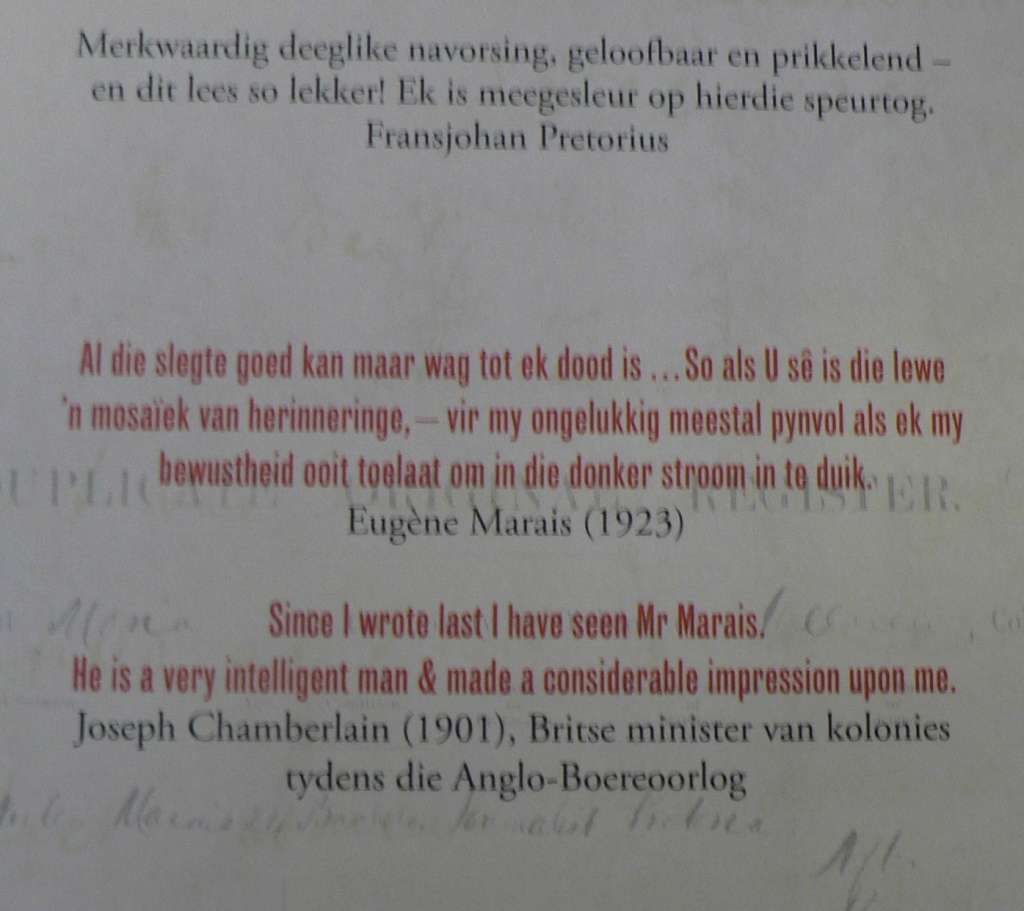 Merkwaardig deeglike navorsing, geloofbaar en prikkelend –
en dit lees so lekker! Ek is meegesleur op hierdie speurtog.
Fransjohan Pretorius
Al die slegte goed kan maar wag tot ek dood is ... So als U sê is die lewe
'n mosaïek van herinneringe, – vir my ongelukkig meestal pynvol als ek my
bewustheid ooit toelaat om in die donker stroom in te duik.
UPLICATE ORIGINAL REGISTER.
Eugène Marais (1923)
Since I wrote last I have seen Mr Marais.
He is a very intelligent man & made a considerable impression upon me.
Joseph Chamberlain (1901), Britse minister van kolonies
tydens die Anglo-Boereoorlog